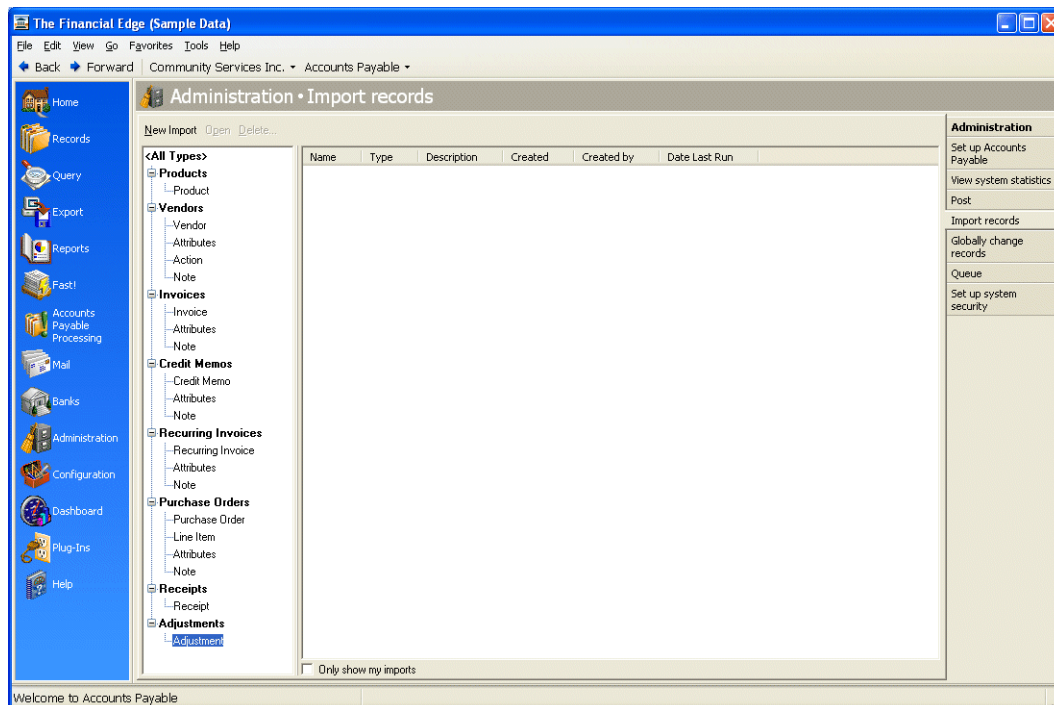 The Financial Edge (Sample Data)
File Edit View Go Favorites Tools Help
Back Forward Community Services Inc. Accounts Payable
Administration • Import records
Home
Records
Query
Export
Reports
Fast!
Accounts
Payable
Processing
Mail
Banks
Administration
Configuration
Dashboard
Plug-Ins
Help
New Import Open Delete...
<All Types>
Products
Product
Vendors
Vendor
Attributes
Action
Note
Invoices
Invoice
Attributes
Note
Credit Memos
Credit Memo
Attributes
Note
Recurring Invoices
Recurring Invoice
Attributes
Note
Purchase Orders
Purchase Order
Line Item
Attributes
Note
Receipts
Receipt
Adjustments
Adjustment
Name Type Description Created Created by Date Last Run
Only show my imports
Administration
Set up Accounts
Payable
View system statistics
Post
Import records
Globally change
records
Queue
Set up system
security
Welcome to Accounts Payable